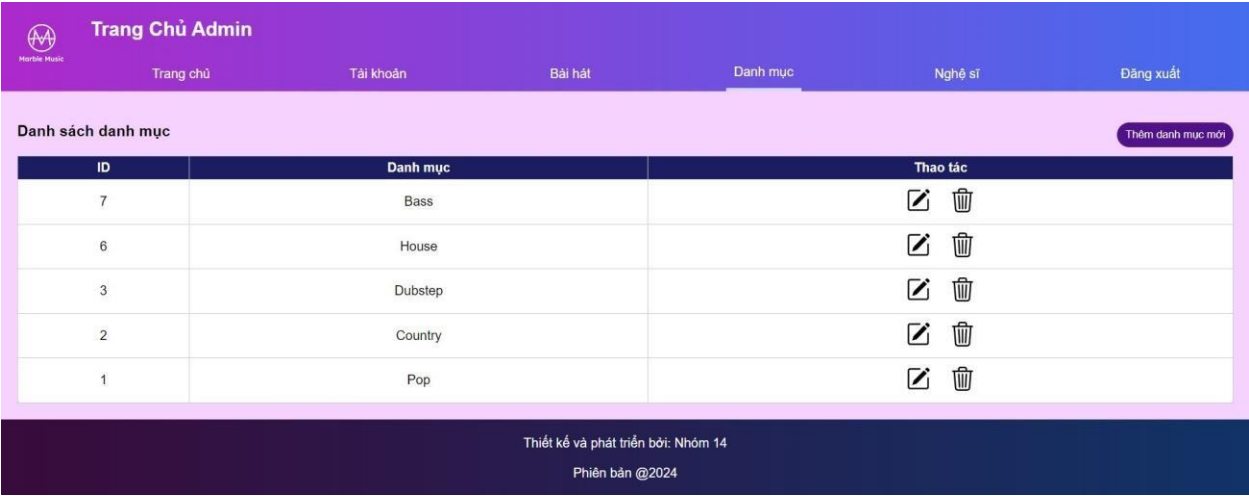 Trang Chủ Admin
Marble Music
Trang chủ Tài khoản Bài hát Danh mục Nghệ sĩ Đăng xuất
Danh sách danh mục
Thêm danh mục mới
ID Danh mục Thao tác
7 Bass
6 House
3 Dubstep
2 Country
1 Pop
Thiết kế và phát triển bởi: Nhóm 14
Phiên bản @2024